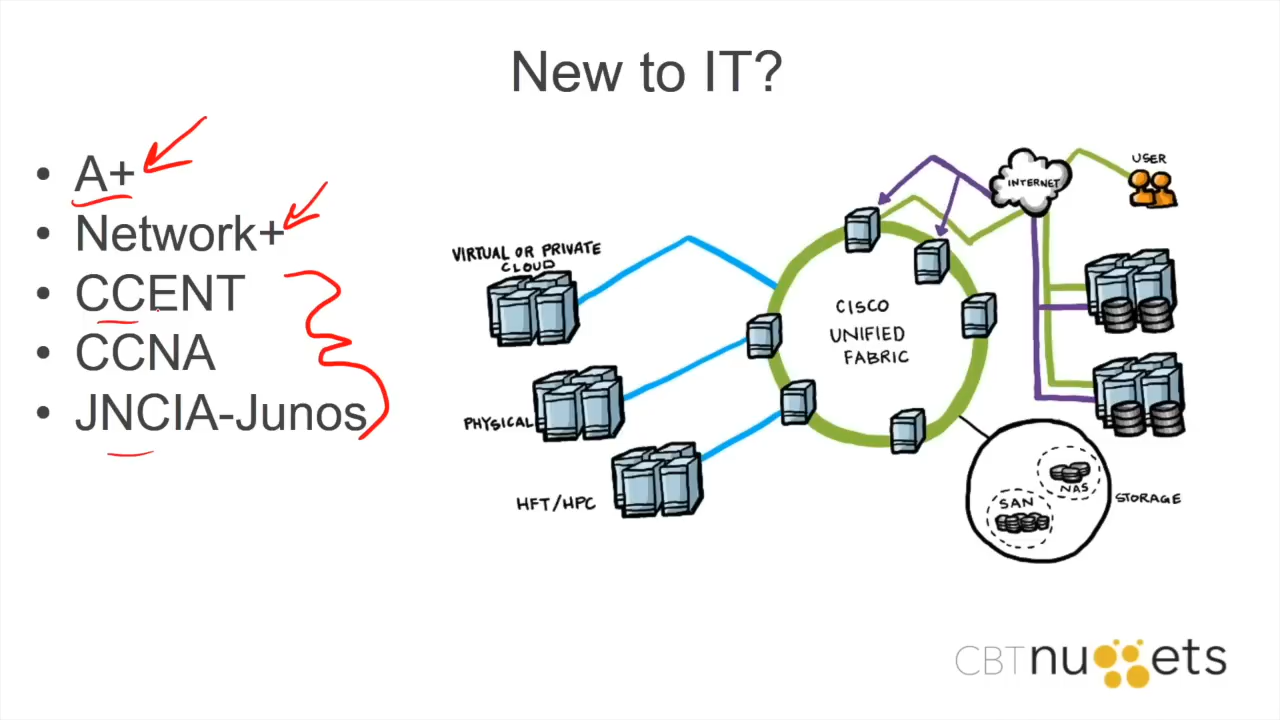 New to IT?
• A+
• Network+
• CCENT
• CCNA
• JNCIA-Junos
VIRTUAL OR PRIVATE
CLOUD
PHYSICAL
HFT/HPC
CISCO
UNIFIED
FABRIC
INTERNET
USER
NAS
SAN
STORAGE
CBTnuggets